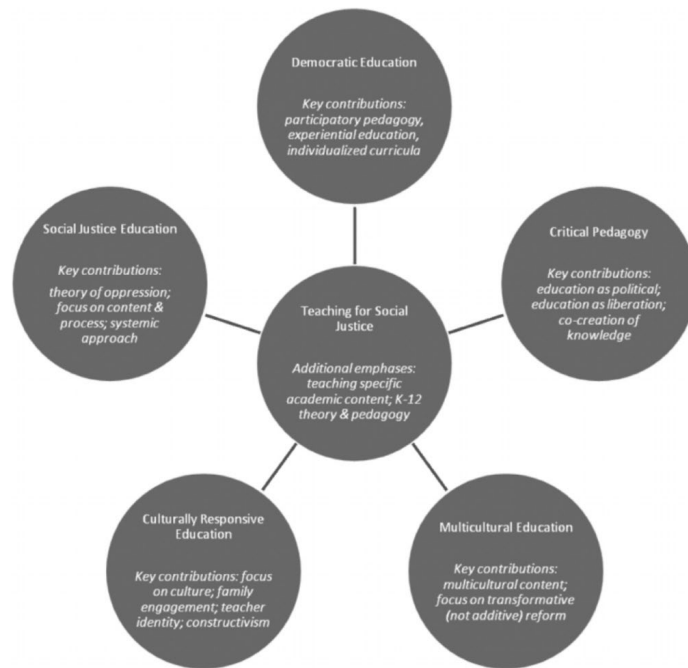 Democratic Education
Key contributions:
participatory pedagogy,
experiential education,
individualized curricula
Social Justice Education
Key contributions:
theory of oppression;
focus on content &
process; systemic
approach
Critical Pedagogy
Key contributions:
education as political;
education as liberation;
co-creation of
knowledge
Teaching for Social
Justice
Additional emphases:
teaching specific
academic content; K-12
theory & pedagogy
Culturally Responsive
Education
Key contributions: focus
on culture; family
engagement; teacher
identity; constructivism
Multicultural Education
Key contributions:
multicultural content;
focus on transformative
(not additive) reform